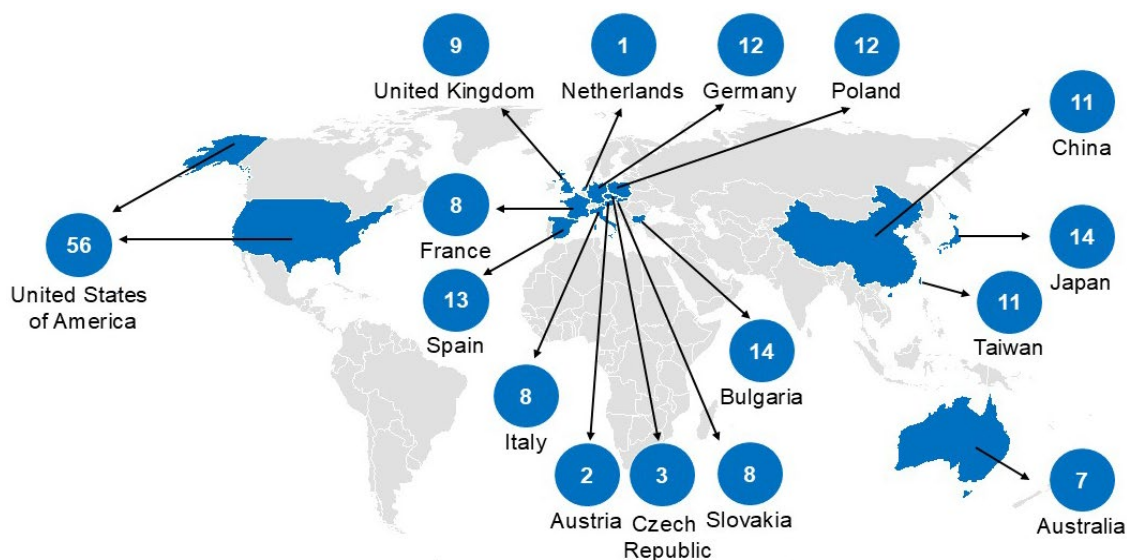 9
United Kingdom
1
Netherlands
12
Germany
12
Poland
11
China
56
United States
of America
8
France
14
Japan
13
Spain
11
Taiwan
14
Bulgaria
8
Italy
2
Austria
3
Czech
Republic
8
Slovakia
7
Australia